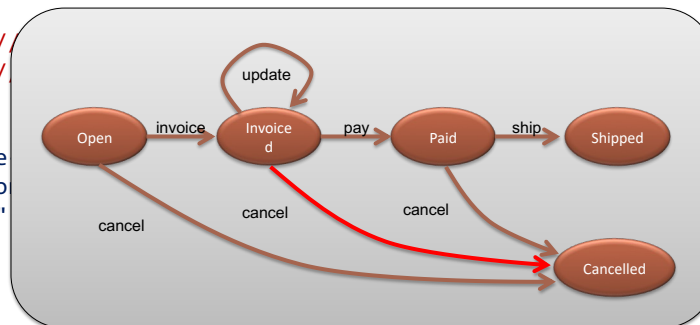 //
/
update
Open
invoice
Invoice
d
pay
Paid
ship
Shipped
e
"
cancel
cancel
cancel
Cancelled